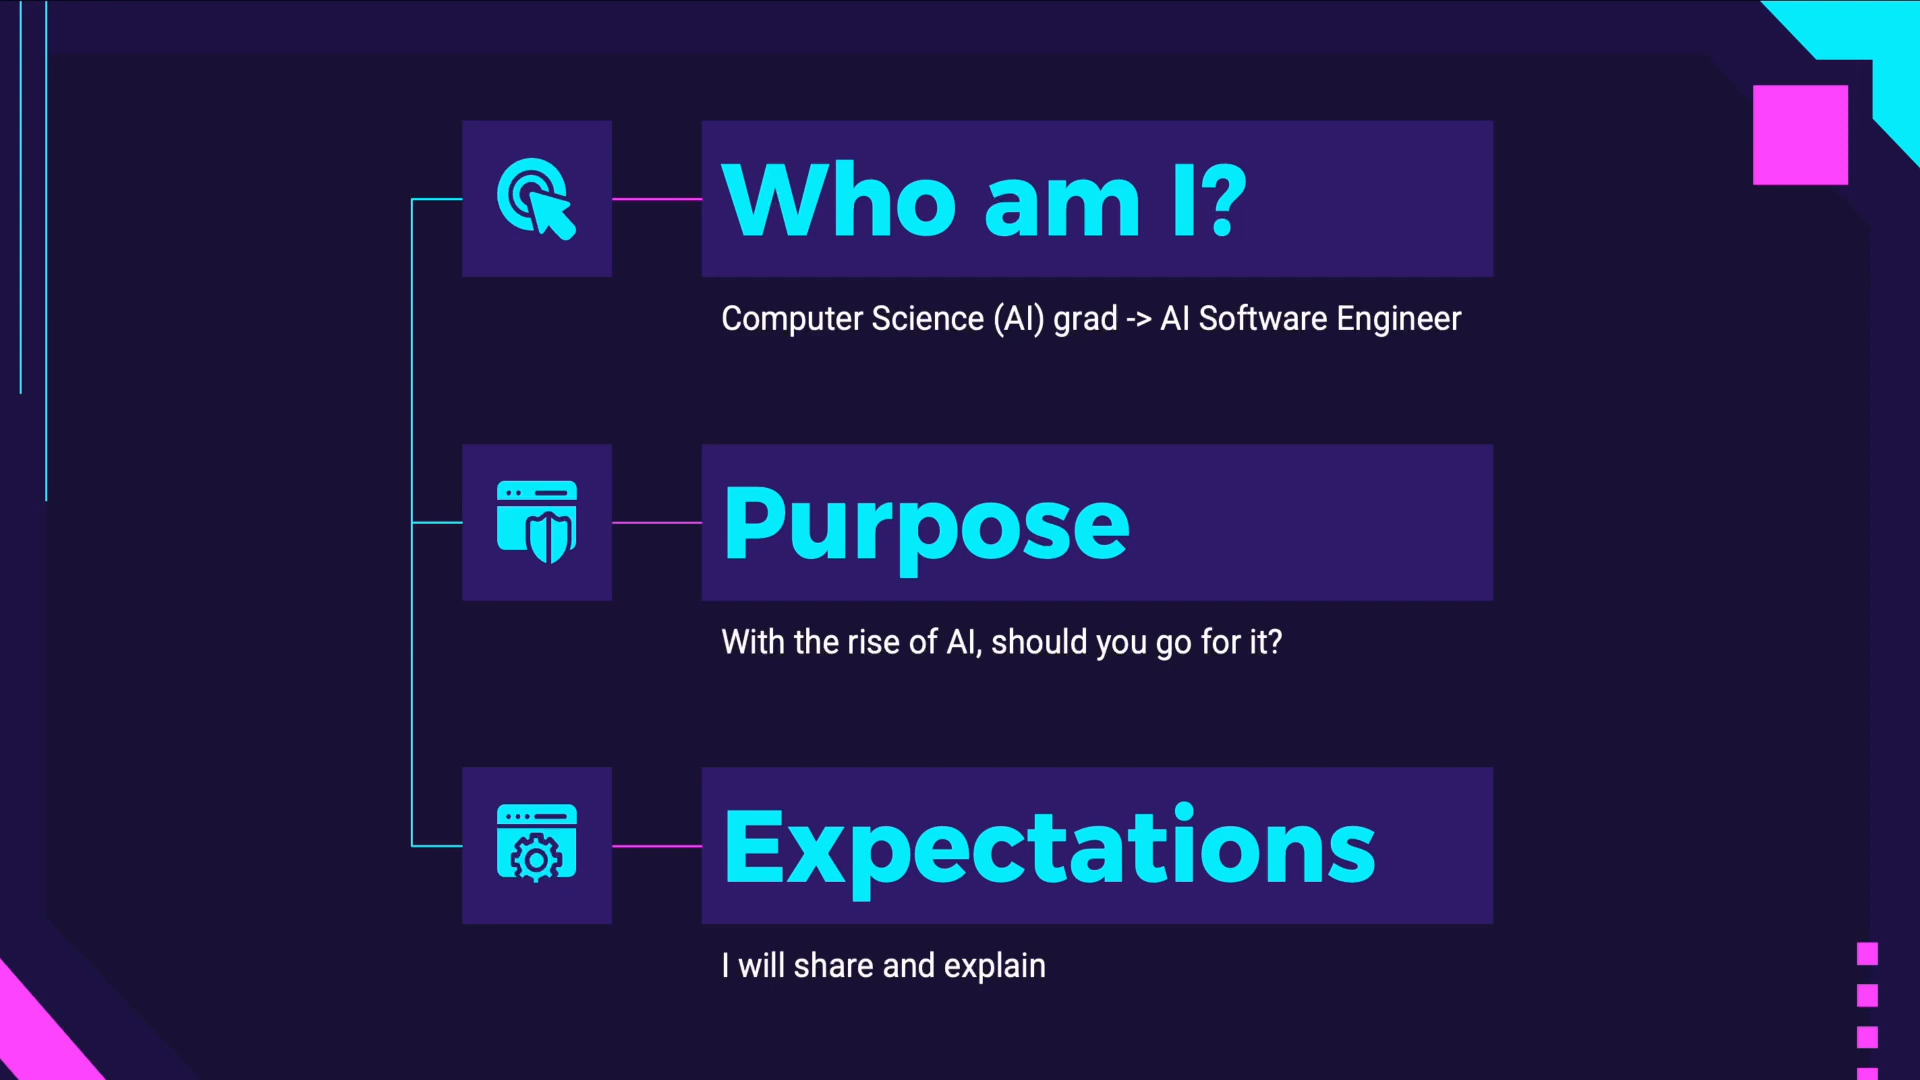 Who am I?
Computer Science (AI) grad -> AI Software Engineer
Purpose
With the rise of AI, should you go for it?
Expectations
I will share and explain